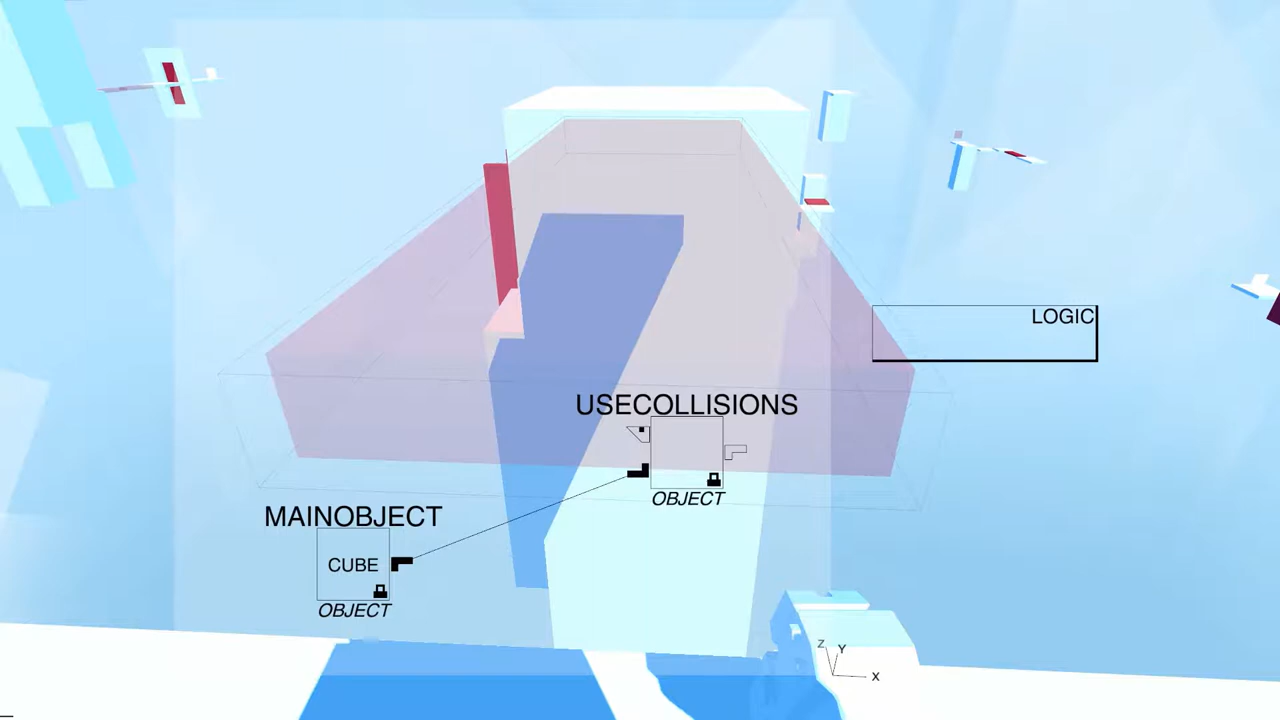 LOGIC
USECOLLISIONS
OBJECT
MAINOBJECT
CUBE
OBJECT
Z
Y
X